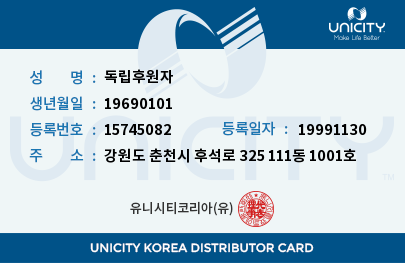 UNICITY
Make Life Better
성 명 : 독립후원자
생년월일 : 19690101
등록번호 : 15745082 등록일자 : 19991130
주 소 : 강원도 춘천시 후석로 325 111동 1001호
UNICITY
TM
유니시티코리아(유)
UNICITY KOREA DISTRIBUTOR CARD